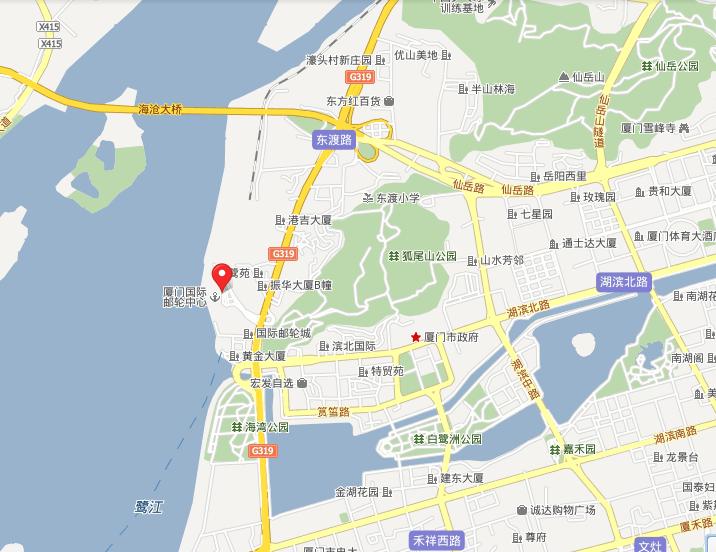 训练基地
X415
X415
濠头村新庄园
优山美地
G319
仙岳公园
仙岳山
半山林海
东方红百货
海沧大桥
仙岳山隧道
厦门雪峰寺
东渡路
岳阳西里
仙岳路
仙岳路
贵和大厦
东渡小学
玫瑰园
七星园
港吉大厦
厦门体育大酒店
通士达大厦
G319
狐尾山公园
山水芳邻
鹭苑
湖滨北路
振华大厦B幢
厦门国际
邮轮中心
湖滨北路
国际邮轮城
厦门市政府
滨北国际
黄金大厦
南湖阁
特贸苑
宏发自选
湖滨中路
筼筜路
海湾公园
白鹭洲公园
湖滨南路
G319
嘉禾园
龙景台
建东大厦
金湖花园
国泰妇
鹭江
诚达购物广场
尊府
厦禾路
禾祥西路
文灶